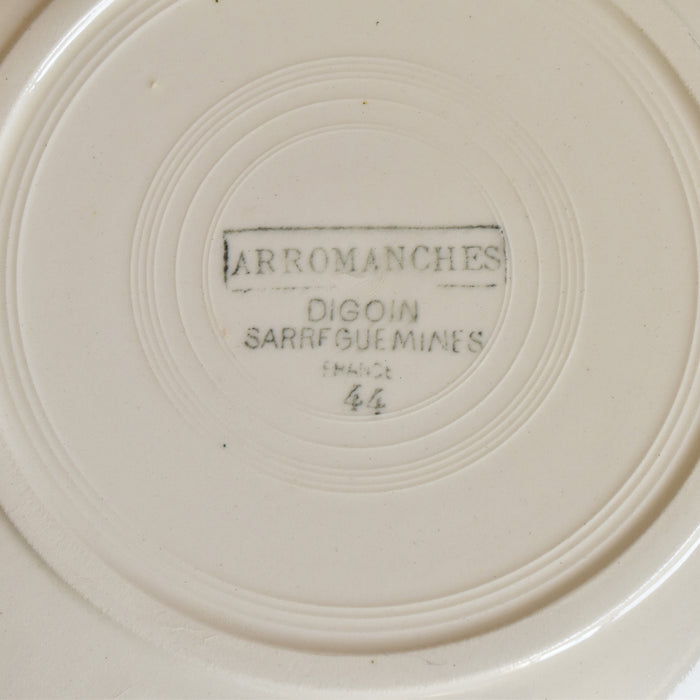 ARROMANCHES
DIGOIN
SARREGUEMINES
FRANCE
44